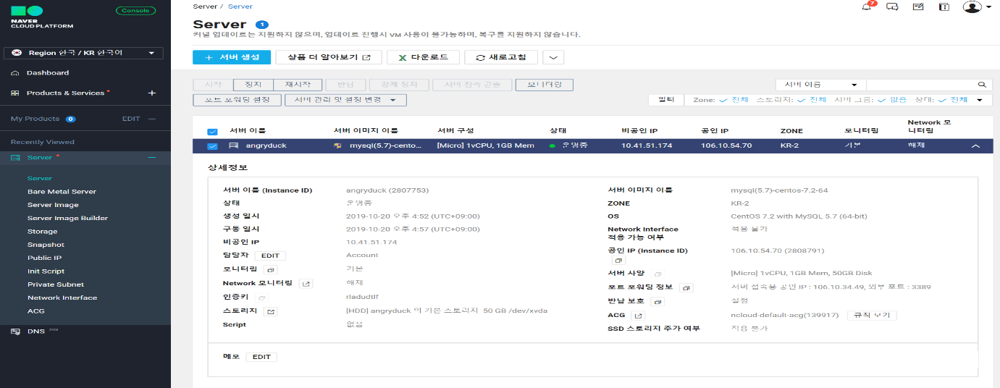 NAVER
CLOUD PLATFORM
Console
Region 한국 / KR 한국어
Dashboard
Products & Services
My Products 0 EDIT
Recently Viewed
Server
Server
Bare Metal Server
Server Image
Server Image Builder
Storage
Snapshot
Public IP
Init Script
Private Subnet
Network Interface
ACG
DNS Beta
Server / Server
7
Server 1
커널 업데이트는 지원하지 않으며, 업데이트 진행시 VM 사용이 불가능하며, 복구를 지원하지 않습니다.
+ 서버 생성 상품 더 알아보기 다운로드 새로고침
시작 정지 재시작 반납 강제 정지 서버 접속 콘솔 모니터링 서버 이름
포트 포워딩 설정 서버 관리 및 설정 변경 필터 Zone: 전체 스토리지: 전체 서버 그룹: 없음 상태: 전체
서버 이름 서버 이미지 이름 서버 구성 상태 비공인 IP 공인 IP ZONE 모니터링 Network 모니터링
angryduck mysql(5.7)-cento... [Micro] 1vCPU, 1GB Mem 운영중 10.41.51.174 106.10.54.70 KR-2 기본 해제
상세정보
서버 이름 (Instance ID) angryduck (2807753)
상태 운영중
생성 일시 2019-10-20 오후 4:52 (UTC+09:00)
구동 일시 2019-10-20 오후 4:57 (UTC+09:00)
비공인 IP 10.41.51.174
담당자 EDIT Account
모니터링 기본
Network 모니터링 해제
인증키 rladudtlf
스토리지 [HDD] angryduck 의 기본 스토리지 50 GB /dev/xvda
Script 없음
서버 이미지 이름 mysql(5.7)-centos-7.2-64
ZONE KR-2
OS CentOS 7.2 with MySQL 5.7 (64-bit)
Network Interface 적용 불가
적용 가능 여부
공인 IP (Instance ID) 106.10.54.70 (2808791)
서버 사양 [Micro] 1vCPU, 1GB Mem, 50GB Disk
포트 포워딩 정보 서버 접속용 공인 IP : 106.10.34.49, 외부 포트 : 3389
반납 보호 설정
ACG ncloud-default-acg(139917) 규칙 보기
SSD 스토리지 추가 여부 적용 불가
메모 EDIT